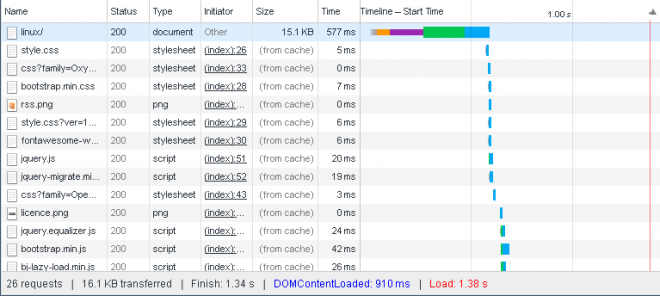 Name Status Type Initiator Size Time Timeline – Start Time 1.00 s
linux/ 200 document Other 15.1 KB 577 ms
style.css 200 stylesheet (index):26 (from cache) 5 ms
css?family=Oxy... 200 stylesheet (index):33 (from cache) 0 ms
bootstrap.min.css 200 stylesheet (index):28 (from cache) 7 ms
rss.png 200 png (index):... (from cache) 0 ms
style.css?ver=1... 200 stylesheet (index):29 (from cache) 6 ms
fontawesome-w... 200 stylesheet (index):30 (from cache) 6 ms
jquery.js 200 script (index):51 (from cache) 20 ms
jquery-migrate.mi... 200 script (index):52 (from cache) 19 ms
css?family=Ope... 200 stylesheet (index):43 (from cache) 3 ms
licence.png 200 png (index):... (from cache) 0 ms
jquery.equalizer.js 200 script (index):... (from cache) 24 ms
bootstrap.min.js 200 script (index):... (from cache) 42 ms
bj-lazy-load.min.js 200 script (index):... (from cache) 26 ms
26 requests | 16.1 KB transferred | Finish: 1.34 s | DOMContentLoaded: 910 ms | Load: 1.38 s